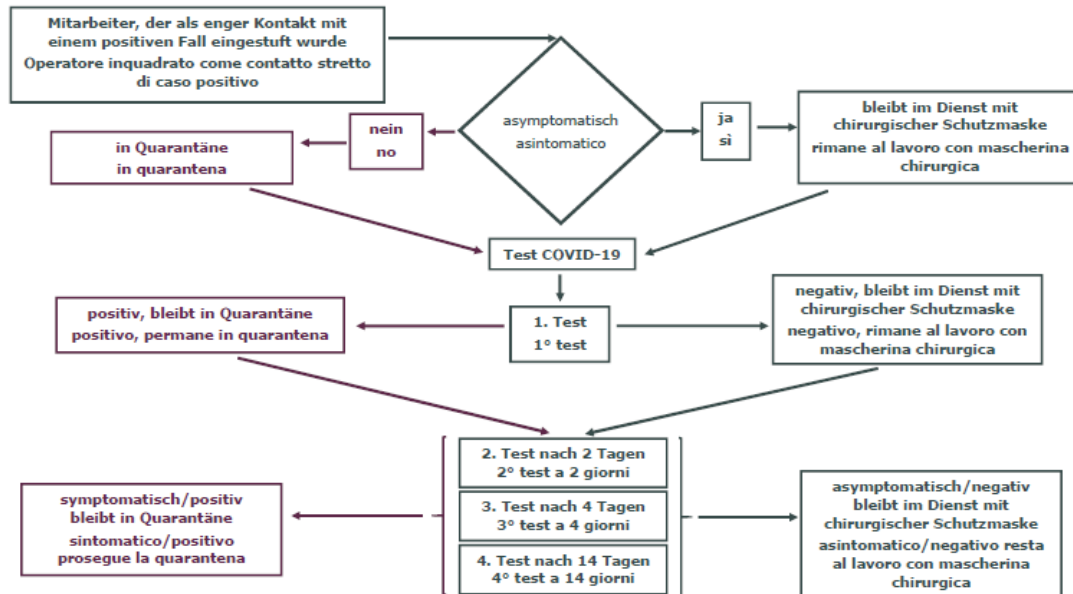 Mitarbeiter, der als enger Kontakt mit
einem positiven Fall eingestuft wurde
Operatore inquadrato come contatto stretto
di caso positivo
asymptomatisch
asintomatico
nein
no
ja
sì
in Quarantäne
in quarantena
bleibt im Dienst mit
chirurgischer Schutzmaske
rimane al lavoro con mascherina
chirurgica
Test COVID-19
1. Test
1° test
positiv, bleibt in Quarantäne
positivo, permane in quarantena
negativ, bleibt im Dienst mit
chirurgischer Schutzmaske
negativo, rimane al lavoro con
mascherina chirurgica
2. Test nach 2 Tagen
2° test a 2 giorni
3. Test nach 4 Tagen
3° test a 4 giorni
4. Test nach 14 Tagen
4° test a 14 giorni
symptomatisch/positiv
bleibt in Quarantäne
sintomatico/positivo
prosegue la quarantena
asymptomatisch/negativ
bleibt im Dienst mit
chirurgischer Schutzmaske
asintomatico/negativo resta
al lavoro con mascherina
chirurgica